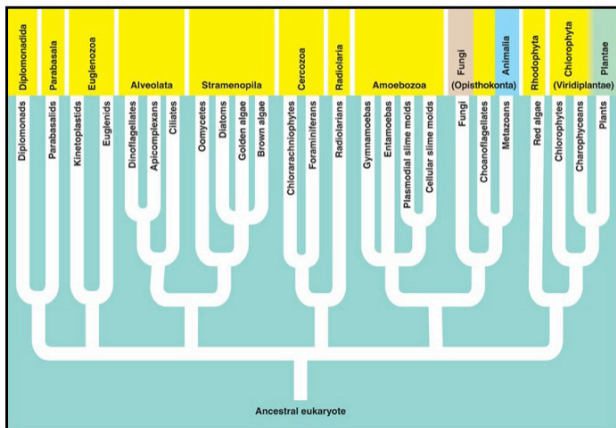 Diplomonadida
Parabasala
Euglenozoa
Alveolata
Stramenopila
Cercozoa
Radiolaria
Amoebozoa
Fungi
(Opisthokonta)
Animalia
Rhodophyta
Chlorophyta
(Viridiplantae)
Plantae
Diplomonads
Parabasalids
Kinetoplastids
Euglenids
Dinoflagellates
Apicomplexans
Ciliates
Oomycetes
Diatoms
Golden algae
Brown algae
Chlorarachniophytes
Foraminiferans
Radiolarians
Gymnamoebas
Entamoebas
Plasmodial slime molds
Cellular slime molds
Fungi
Choanoflagellates
Metazoans
Red algae
Chlorophytes
Charophyceans
Plants
Ancestral eukaryote